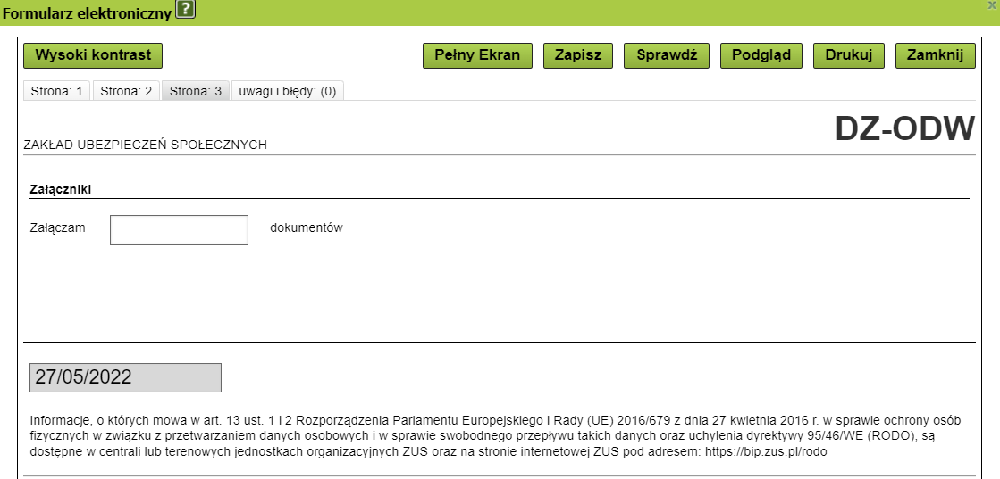 Formularz elektroniczny ?
x
Wysoki kontrast Pełny Ekran Zapisz Sprawdź Podgląd Drukuj Zamknij
Strona: 1 Strona: 2 Strona: 3 uwagi i błędy: (0)
DZ-ODW
ZAKŁAD UBEZPIECZEŃ SPOŁECZNYCH
Załączniki
Załączam dokumentów
27/05/2022
Informacje, o których mowa w art. 13 ust. 1 i 2 Rozporządzenia Parlamentu Europejskiego i Rady (UE) 2016/679 z dnia 27 kwietnia 2016 r. w sprawie ochrony osób
fizycznych w związku z przetwarzaniem danych osobowych i w sprawie swobodnego przepływu takich danych oraz uchylenia dyrektywy 95/46/WE (RODO), są
dostępne w centrali lub terenowych jednostkach organizacyjnych ZUS oraz na stronie internetowej ZUS pod adresem: https://bip.zus.pl/rodo